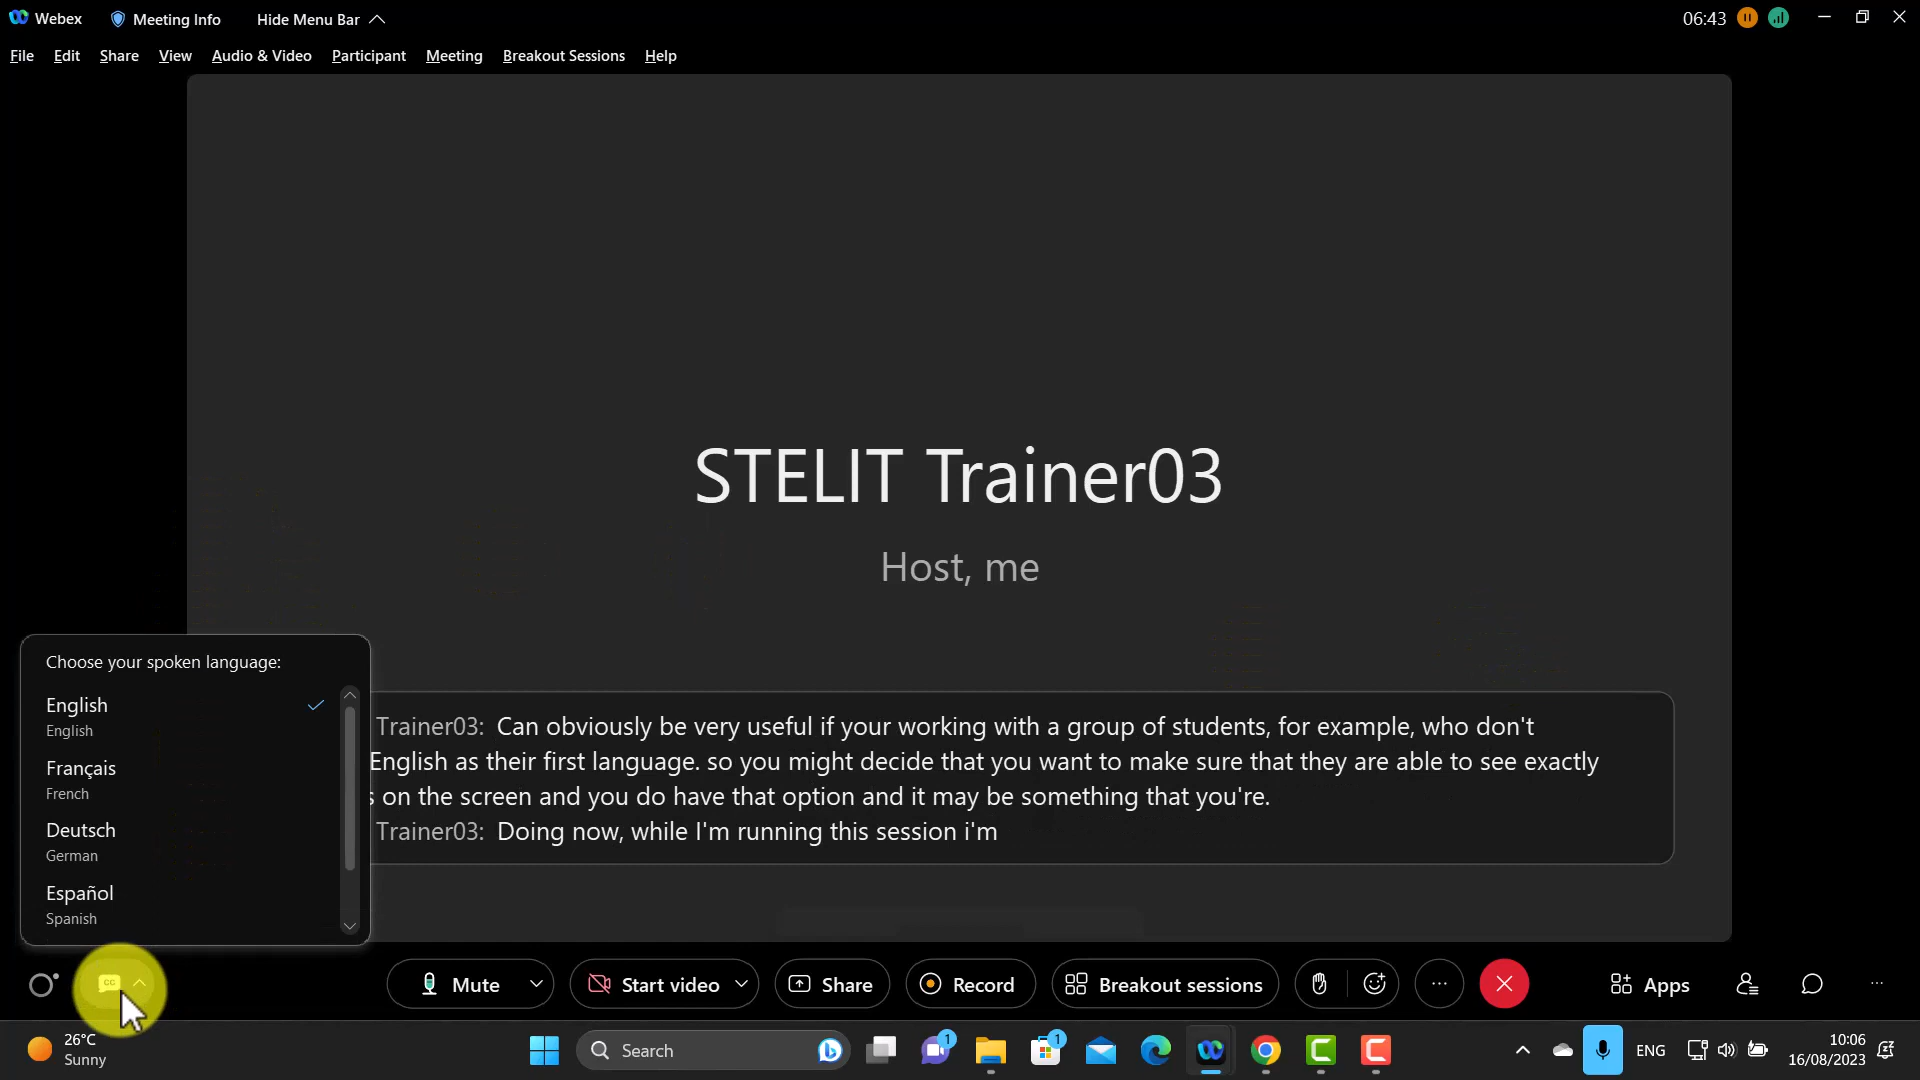 Webex Meeting Info Hide Menu Bar 06:43
File Edit Share View Audio & Video Participant Meeting Breakout Sessions Help
STELIT Trainer03
Host, me
Choose your spoken language:
English
English
Français
French
Deutsch
German
Español
Spanish
Trainer03: Can obviously be very useful if your working with a group of students, for example, who don't
English as their first language. so you might decide that you want to make sure that they are able to see exactly
on the screen and you do have that option and it may be something that you're.
Trainer03: Doing now, while I'm running this session i'm
CC Mute Start video Share Record Breakout sessions Apps
26°C
Sunny
Search
1
1
ENG
10:06
16/08/2023